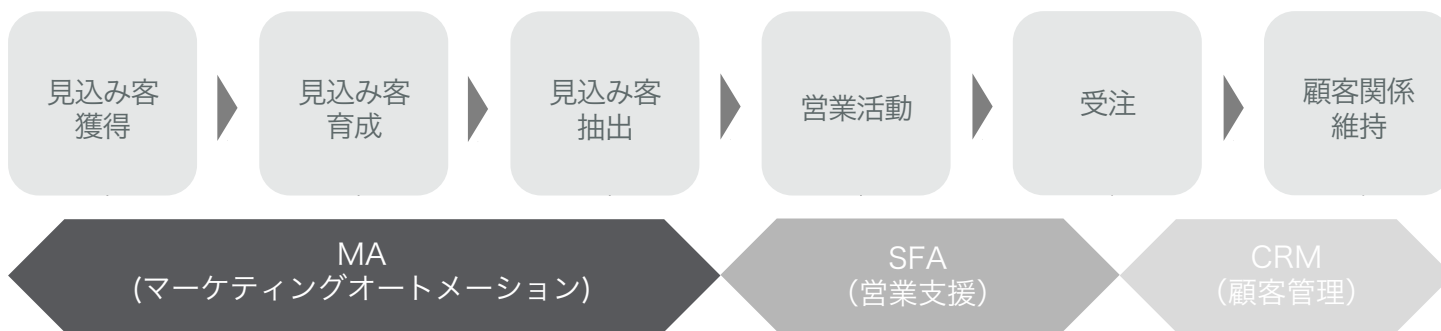 見込み客
獲得
見込み客
育成
見込み客
抽出
営業活動
受注
顧客関係
維持
MA
(マーケティングオートメーション)
SFA
（営業支援）
CRM
（顧客管理）